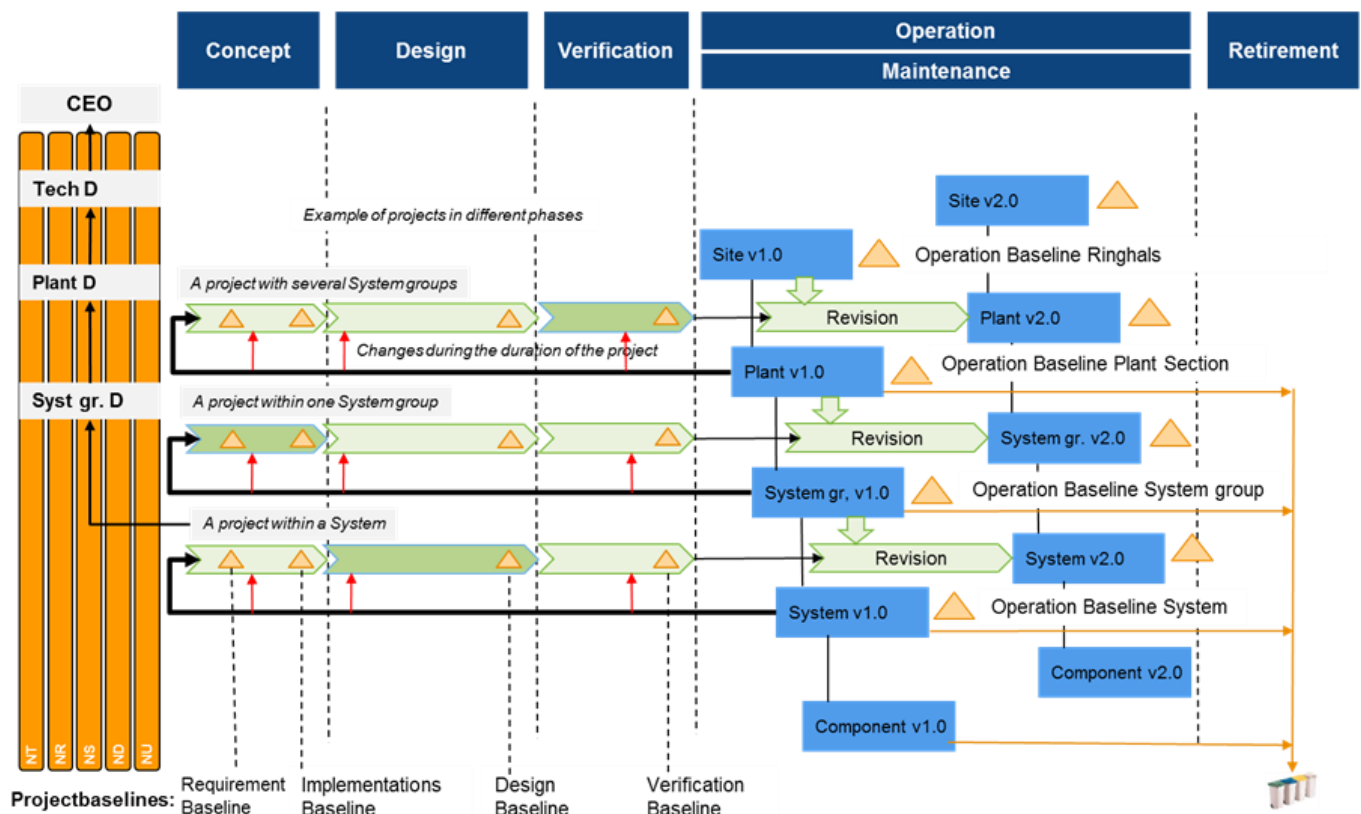 Concept
Design
Verification
Operation
Maintenance
Retirement
CEO
Tech D
Plant D
Syst gr. D
NT
NR
NS
ND
NU
Example of projects in different phases
Site v2.0
Site v1.0
Operation Baseline Ringhals
A project with several System groups
Revision
Plant v2.0
Changes during the duration of the project
Plant v1.0
Operation Baseline Plant Section
A project within one System group
Revision
System gr. v2.0
System gr, v1.0
Operation Baseline System group
A project within a System
Revision
System v2.0
System v1.0
Operation Baseline System
Component v2.0
Component v1.0
Projectbaselines:
Requirement
Baseline
Implementations
Baseline
Design
Baseline
Verification
Baseline